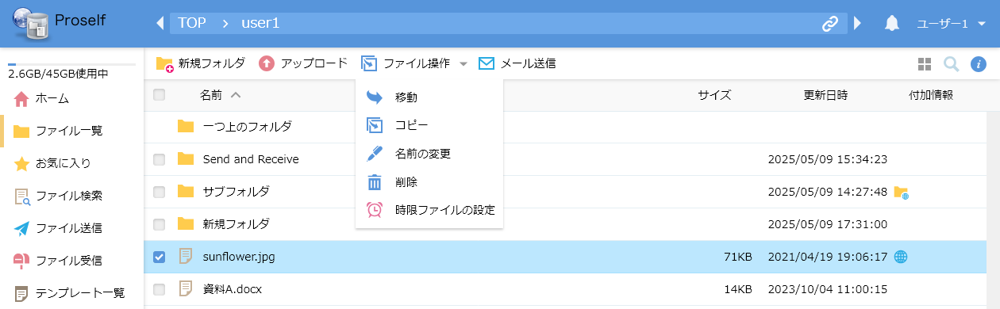 Proself
TOP > user1
ユーザー1
2.6GB/45GB使用中
ホーム
ファイル一覧
お気に入り
ファイル検索
ファイル送信
ファイル受信
テンプレート一覧
新規フォルダ アップロード ファイル操作 メール送信
名前 サイズ 更新日時 付加情報
移動
コピー
名前の変更
削除
時限ファイルの設定
一つ上のフォルダ
Send and Receive 2025/05/09 15:34:23
サブフォルダ 2025/05/09 14:27:48
新規フォルダ 2025/05/09 17:31:00
sunflower.jpg 71KB 2021/04/19 19:06:17
資料A.docx 14KB 2023/10/04 11:00:15